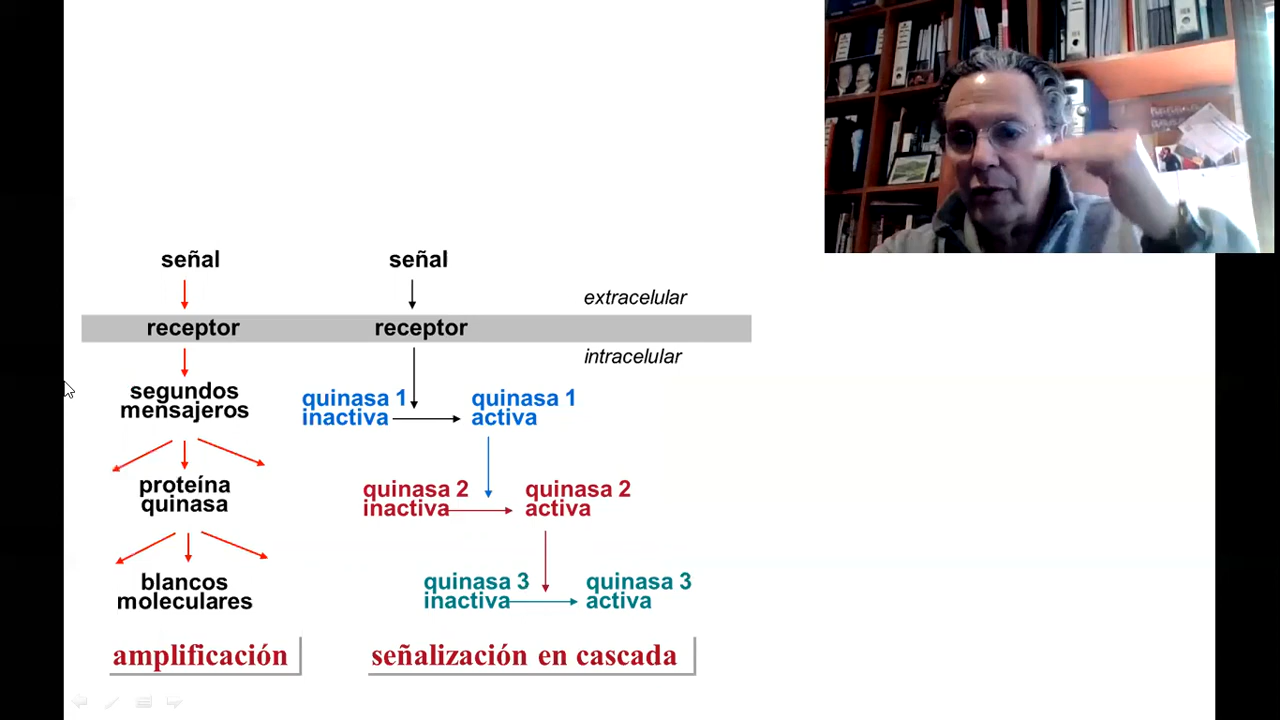 señal
señal
extracelular
receptor
receptor
intracelular
segundos
mensajeros
quinasa 1
inactiva
quinasa 1
activa
proteína
quinasa
quinasa 2
inactiva
quinasa 2
activa
blancos
moleculares
quinasa 3
inactiva
quinasa 3
activa
amplificación
señalización en cascada